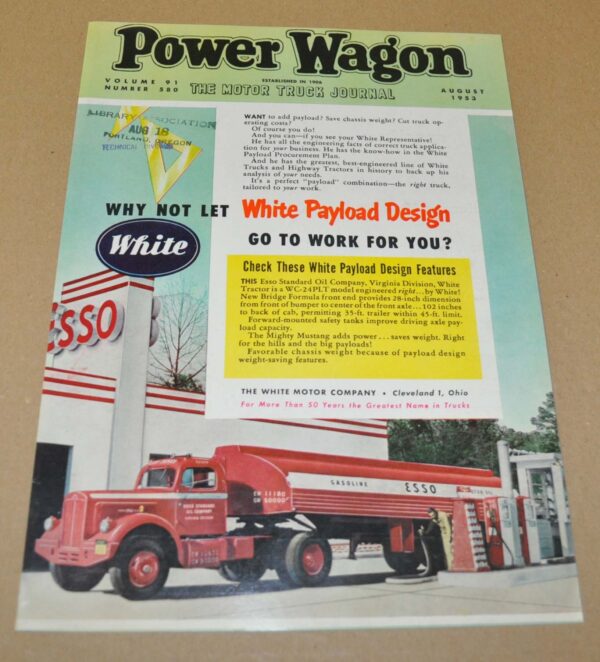 Power Wagon
VOLUME 91
NUMBER 580
ESTABLISHED IN 1906
THE MOTOR TRUCK JOURNAL
AUGUST
1953
LIBRARY ASSOCIATION
AUG 18
PORTLAND, OREGON
TECHNICAL
WANT to add payload? Save chassis weight? Cut truck op-
erating costs?
Of course you do!
And you can—if you see your White Representative!
He has all the engineering facts of correct truck applica-
tion for your business. He has the know-how in the White
Payload Procurement Plan.
And he has the greatest, best-engineered line of White
Trucks and Highway Tractors in history to back up his
analysis of your needs.
It's a perfect "payload" combination—the right truck,
tailored to your work.
WHY NOT LET White Payload Design
GO TO WORK FOR YOU?
White
Check These White Payload Design Features
THIS Esso Standard Oil Company, Virginia Division, White
Tractor is a WC-24PLT model engineered right...by White!
New Bridge Formula front end provides 28-inch dimension
from front of bumper to center of the front axle...102 inches
to back of cab, permitting 35-ft. trailer within 45-ft. limit.
Forward-mounted safety tanks improve driving axle pay-
load capacity.
The Mighty Mustang adds power...saves weight. Right
for the hills and the big payloads!
Favorable chassis weight because of payload design
weight-saving features.
ESSO
THE WHITE MOTOR COMPANY • Cleveland 1, Ohio
For More Than 50 Years the Greatest Name in Trucks
GASOLINE ESSO
ESSO STANDARD
OIL COMPANY